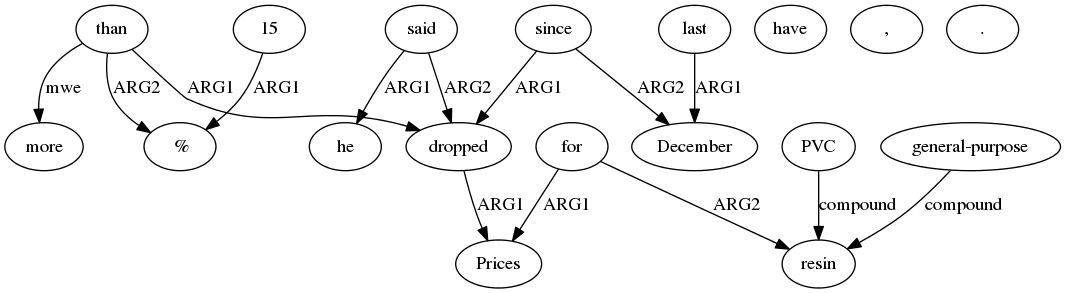 than 15 said since last have , .
mwe ARG2 ARG1 ARG1 ARG1 ARG2 ARG1 ARG2 ARG1
more % he dropped for December PVC general-purpose
ARG1 ARG1 ARG2 compound compound
Prices resin